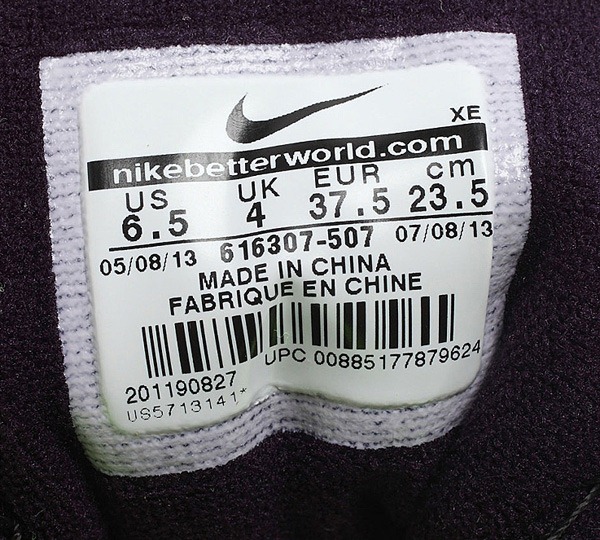 XE
nikebetterworld.com
US UK EUR cm
6.5 4 37.5 23.5
05/08/13 616307-507 07/08/13
MADE IN CHINA
FABRIQUE EN CHINE
UPC 00885177879624
201190827
US5713141*